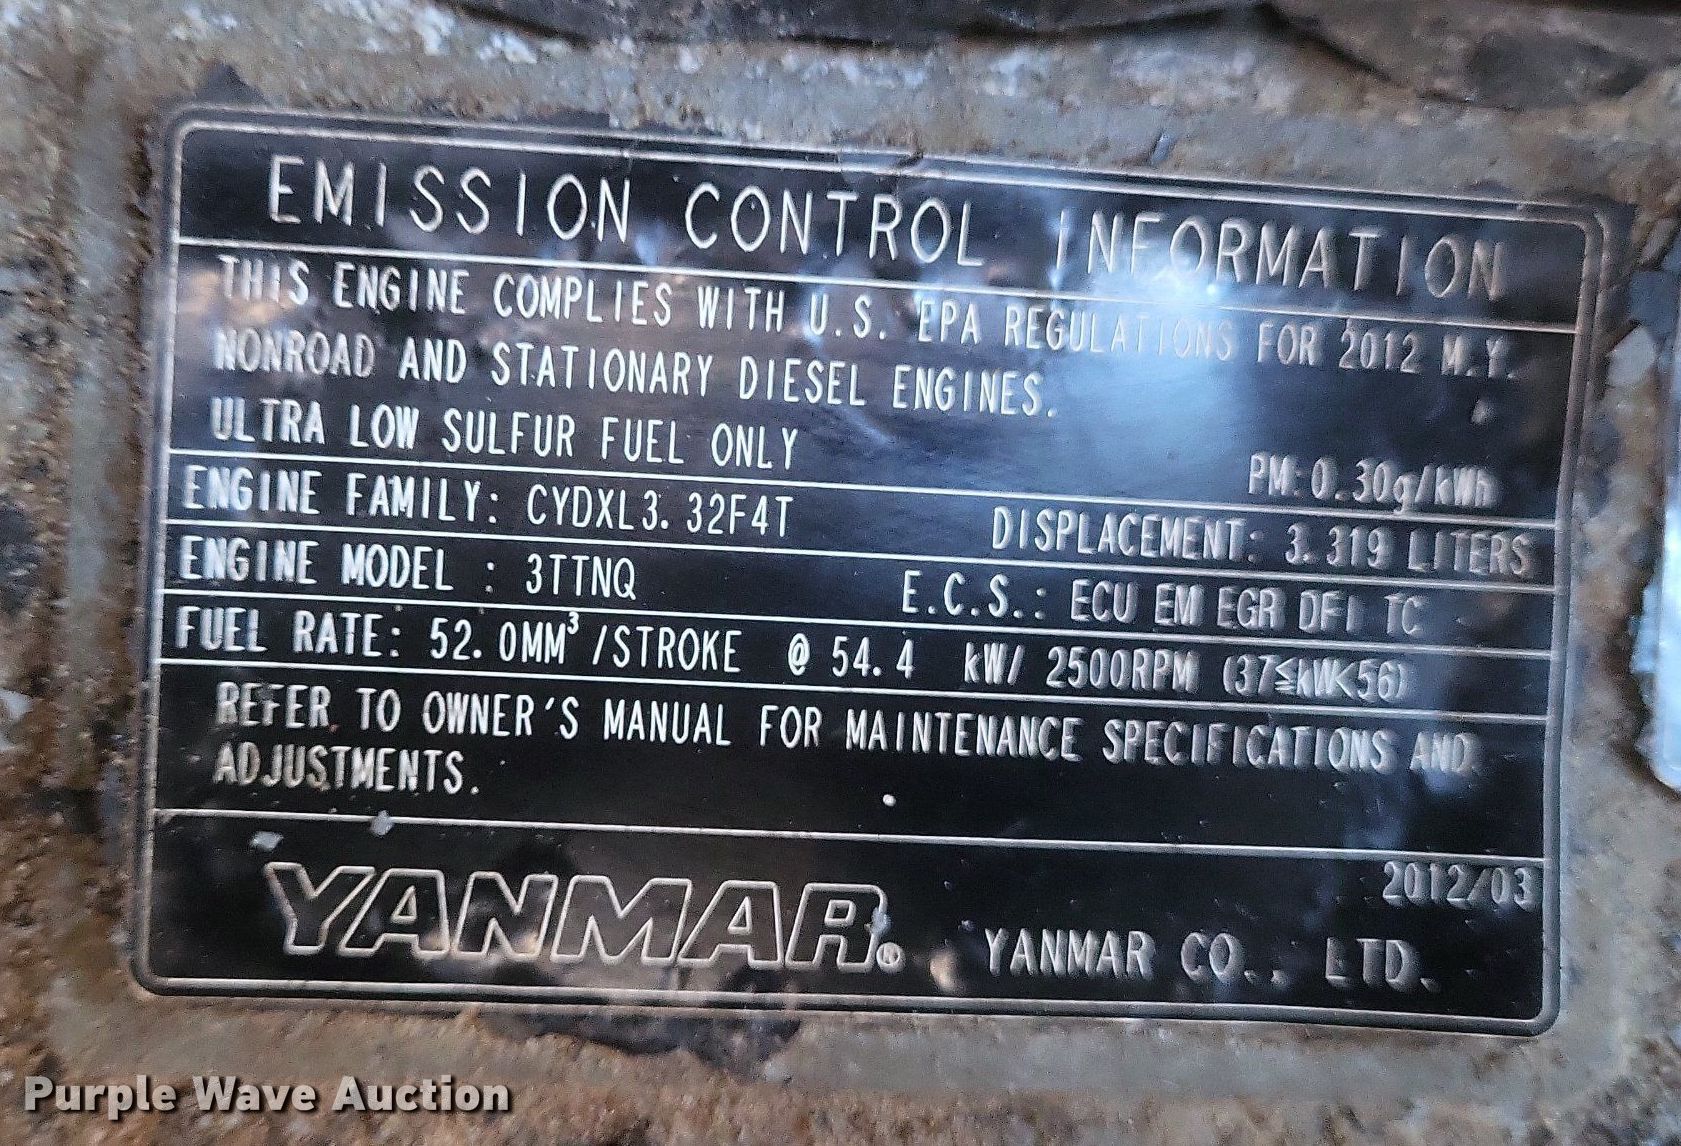 EMISSION CONTROL INFORMATION
THIS ENGINE COMPLIES WITH U.S. EPA REGULATIONS FOR 2012 M.Y.
NONROAD AND STATIONARY DIESEL ENGINES.
ULTRA LOW SULFUR FUEL ONLY PM: 0.30g/kWh
ENGINE FAMILY: CYDXL3.32F4T DISPLACEMENT: 3.319 LITERS
ENGINE MODEL : 3TTNQ E.C.S.: ECU EM EGR DFI TC
FUEL RATE: 52.0MM³/STROKE @ 54.4 kW/ 2500RPM (37≦kW<56)
REFER TO OWNER'S MANUAL FOR MAINTENANCE SPECIFICATIONS AND
ADJUSTMENTS.
2012/03
YANMAR® YANMAR CO., LTD.
Purple Wave Auction